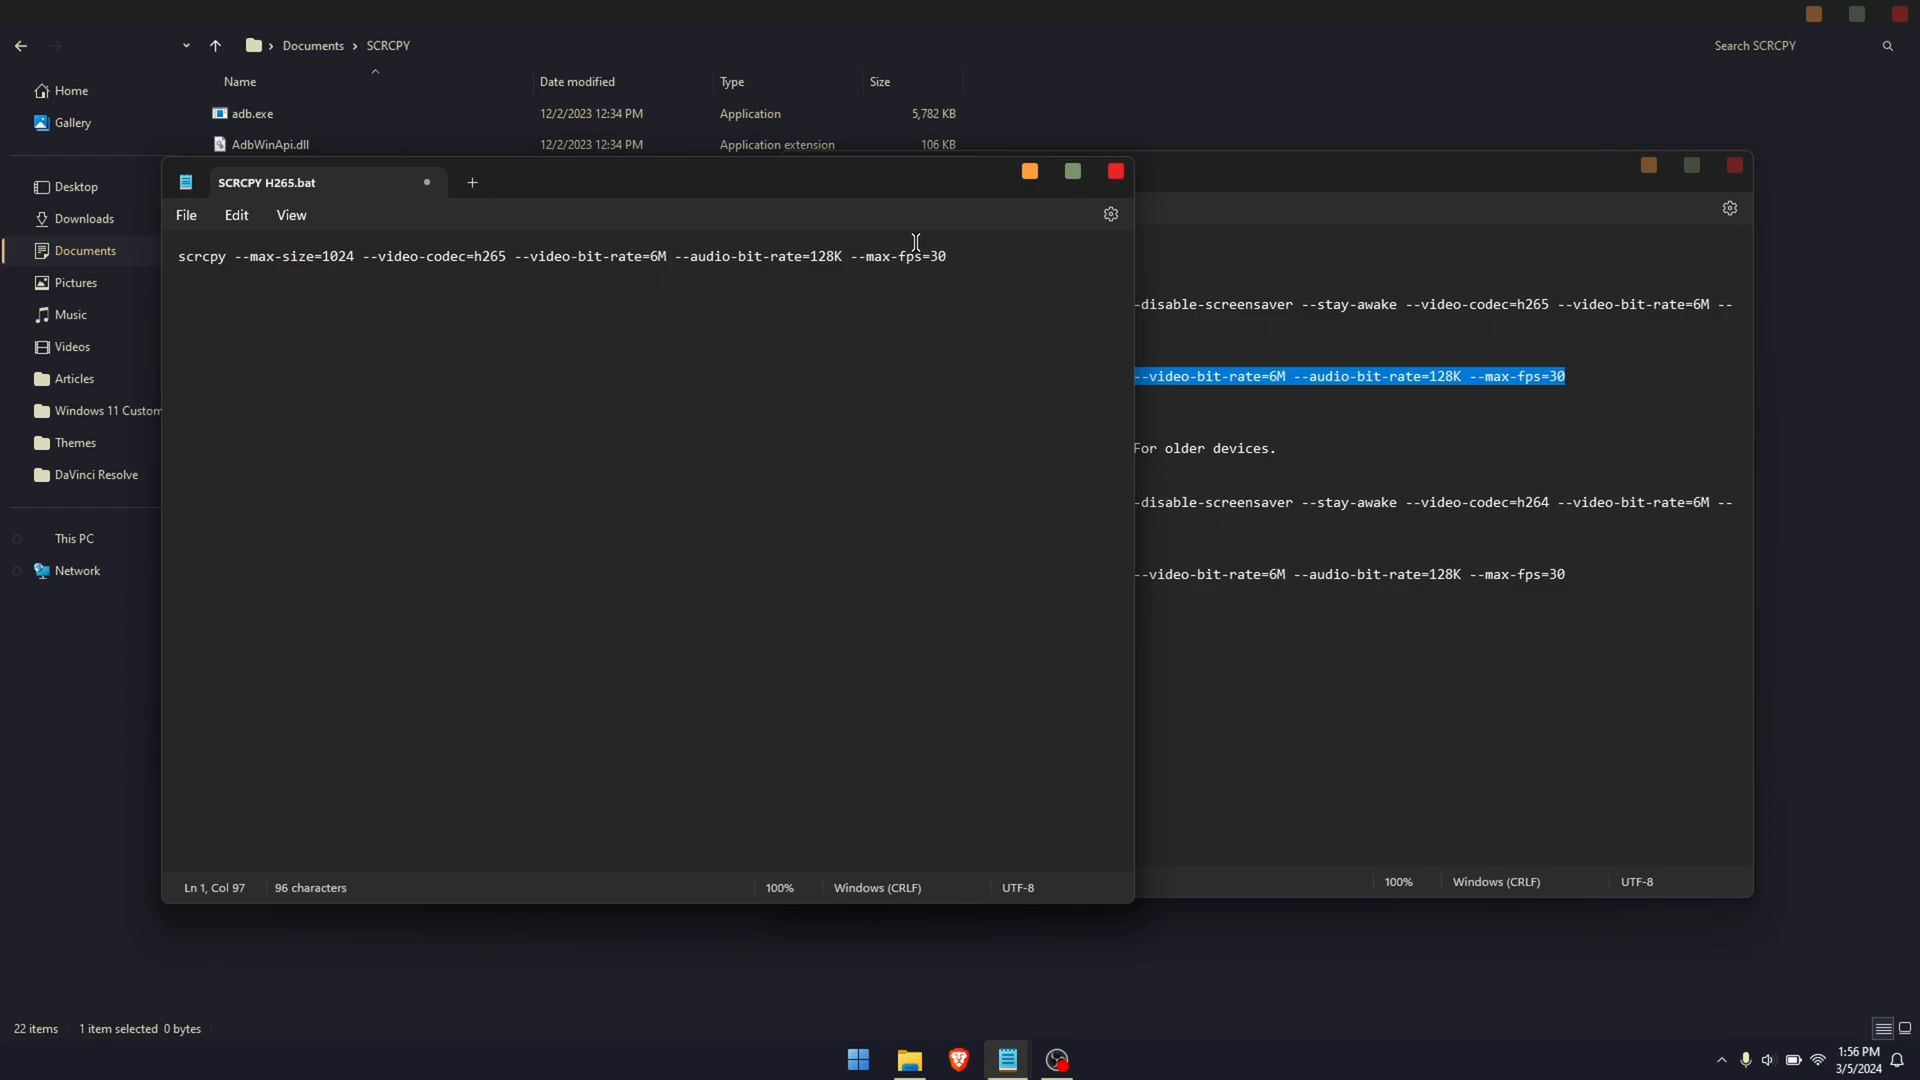 Documents > SCRCPY
Search SCRCPY
Name
Date modified
Type
Size
adb.exe
12/2/2023 12:34 PM
Application
5,782 KB
AdbWinApi.dll
12/2/2023 12:34 PM
Application extension
106 KB
Home
Gallery
Desktop
Downloads
Documents
Pictures
Music
Videos
Articles
Windows 11 Custom
Themes
DaVinci Resolve
This PC
Network
SCRCPY H265.bat
File
Edit
View
scrcpy --max-size=1024 --video-codec=h265 --video-bit-rate=6M --audio-bit-rate=128K --max-fps=30
Ln 1, Col 97
96 characters
100%
Windows (CRLF)
UTF-8
-disable-screensaver --stay-awake --video-codec=h265 --video-bit-rate=6M --
--video-bit-rate=6M --audio-bit-rate=128K --max-fps=30
For older devices.
-disable-screensaver --stay-awake --video-codec=h264 --video-bit-rate=6M --
--video-bit-rate=6M --audio-bit-rate=128K --max-fps=30
100%
Windows (CRLF)
UTF-8
22 items
1 item selected 0 bytes
1:56 PM
3/5/2024